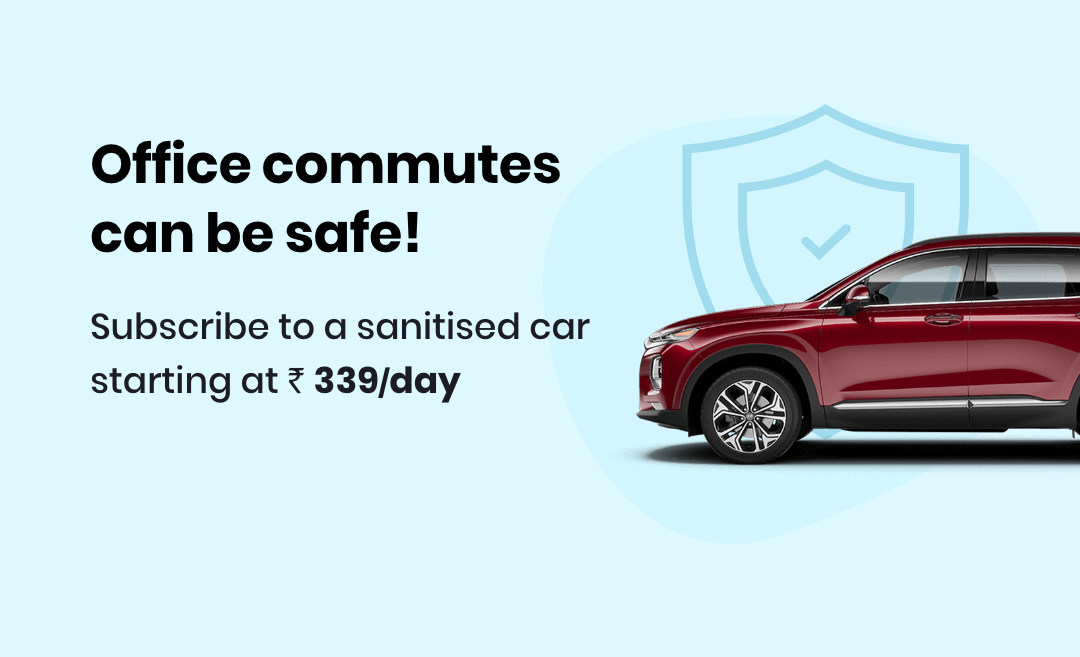 Office commutes
can be safe!
Subscribe to a sanitised car
starting at ₹ 339/day